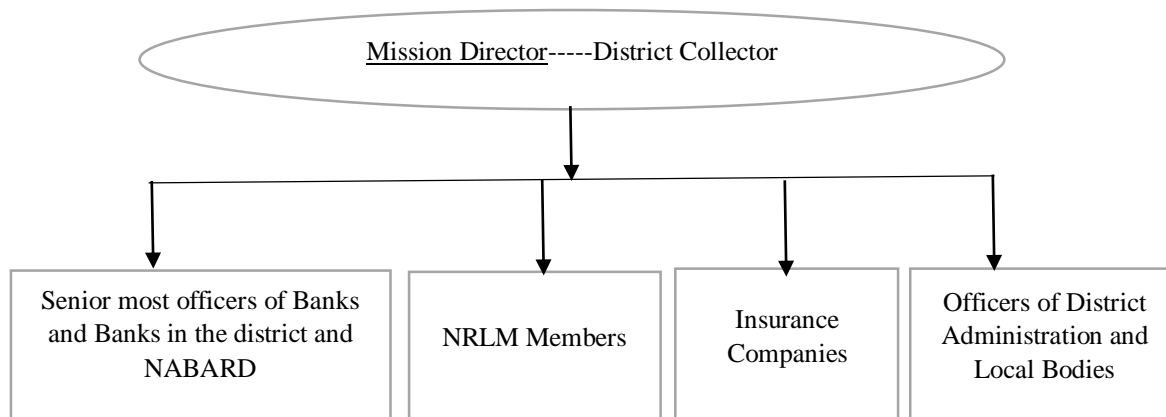 Mission Director-----District Collector
Senior most officers of Banks
and Banks in the district and
NABARD
NRLM Members
Insurance
Companies
Officers of District
Administration and
Local Bodies